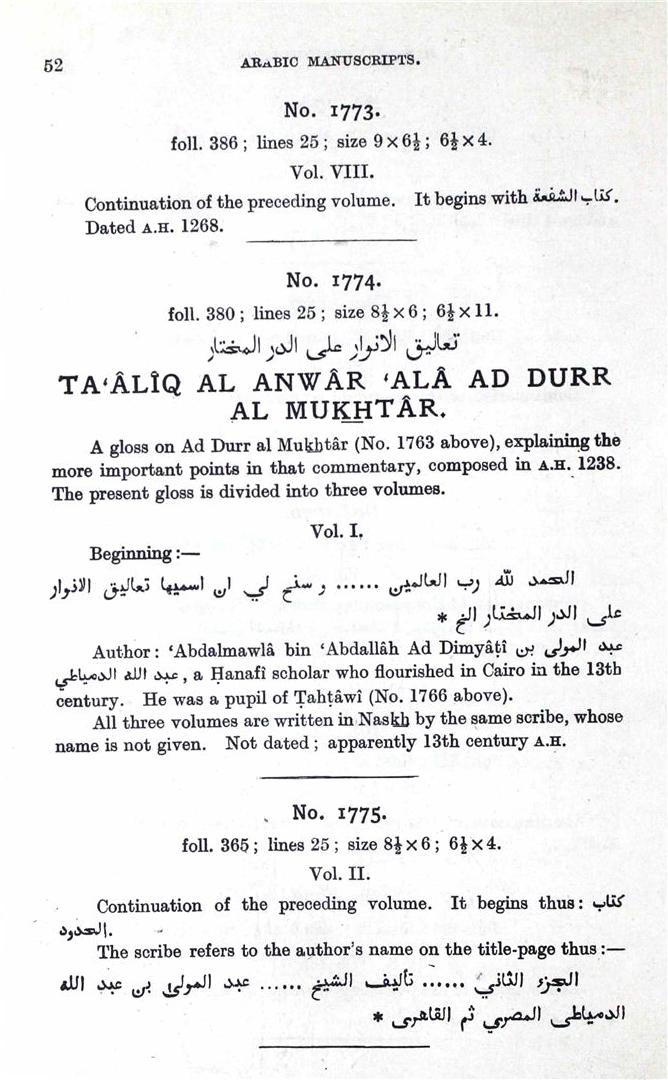 52
ARABIC MANUSCRIPTS.
No. 1773.
foll. 386 ; lines 25 ; size 9 × 6½ ; 6½ × 4.
Vol. VIII.
Continuation of the preceding volume. It begins with كتاب الشفعة.
Dated A.H. 1268.
No. 1774.
foll. 380 ; lines 25 ; size 8½ × 6 ; 6½ × 11.
تعاليق الانوار على الدر المختار
TA‘ÂLÎQ AL ANWÂR ‘ALÂ AD DURR
AL MUK͟HTÂR.
A gloss on Ad Durr al Muk͟htâr (No. 1763 above), explaining the
more important points in that commentary, composed in A.H. 1238.
The present gloss is divided into three volumes.
Vol. I.
Beginning :—
الحمد لله رب العالمين ...... و سنح لي ان اسميها تعاليق الانوار
على الدر المختار الخ *
Author : ‘Abdalmawlâ bin ‘Abdallâh Ad Dimyâṭî عبد المولى بن
عبد الله الدمياطي, a Ḥanafî scholar who flourished in Cairo in the 13th
century. He was a pupil of Ṭaḥṭâwî (No. 1766 above).
All three volumes are written in Nask͟h by the same scribe, whose
name is not given. Not dated ; apparently 13th century A.H.
No. 1775.
foll. 365 ; lines 25 ; size 8½ × 6 ; 6½ × 4.
Vol. II.
Continuation of the preceding volume. It begins thus : كتاب
الحدود.
The scribe refers to the author's name on the title-page thus :—
الجزء الثاني ...... تأليف الشيخ ...... عبد المولى بن عبد الله
الدمياطى المصري ثم القاهرى *